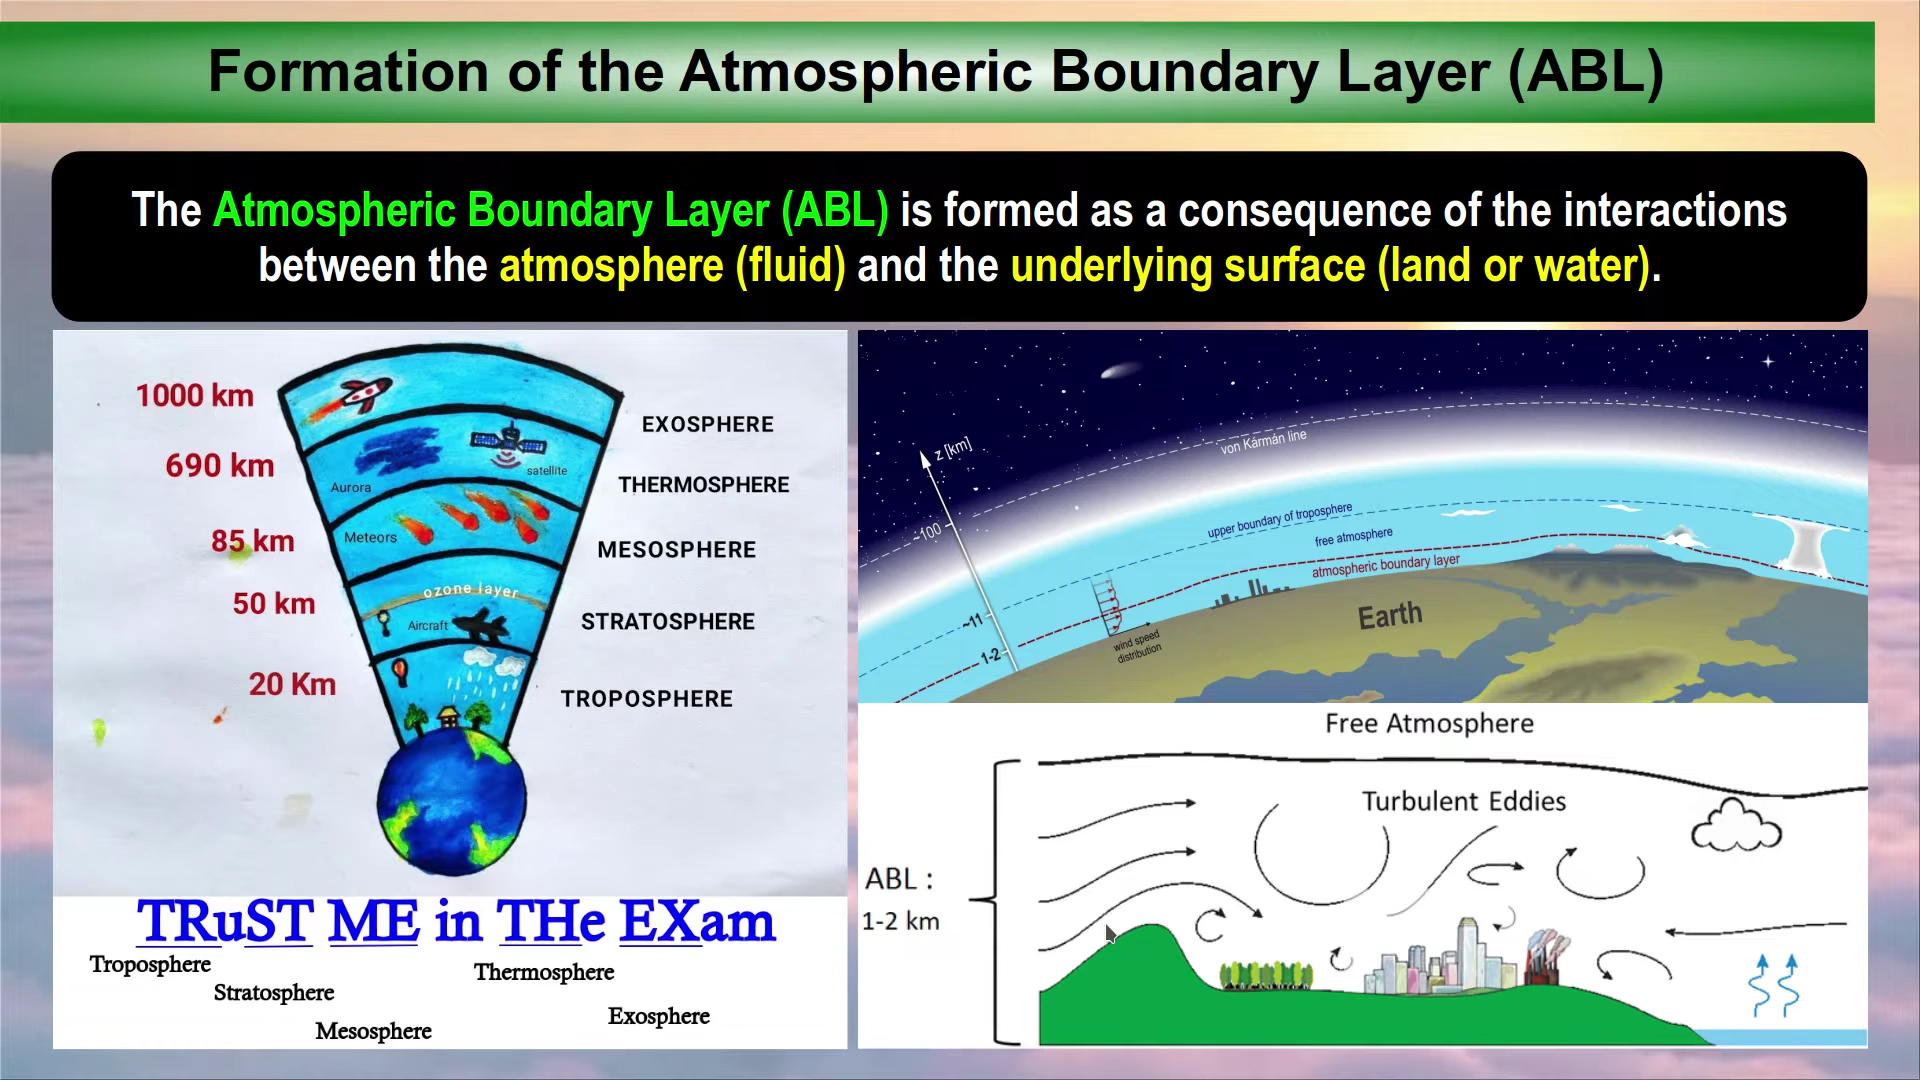 Formation of the Atmospheric Boundary Layer (ABL)
The Atmospheric Boundary Layer (ABL) is formed as a consequence of the interactions
between the atmosphere (fluid) and the underlying surface (land or water).
1000 km
EXOSPHERE
690 km
satellite
Aurora
THERMOSPHERE
85 km
Meteors
MESOSPHERE
ozone layer
50 km
Aircraft
STRATOSPHERE
20 Km
TROPOSPHERE
TRuST ME in THe EXam
Troposphere
Stratosphere
Mesosphere
Thermosphere
Exosphere
z [km]
von Kármán line
~100
upper boundary of troposphere
free atmosphere
atmospheric boundary layer
~11
1-2
wind speed
distribution
Earth
Free Atmosphere
Turbulent Eddies
ABL :
1-2 km